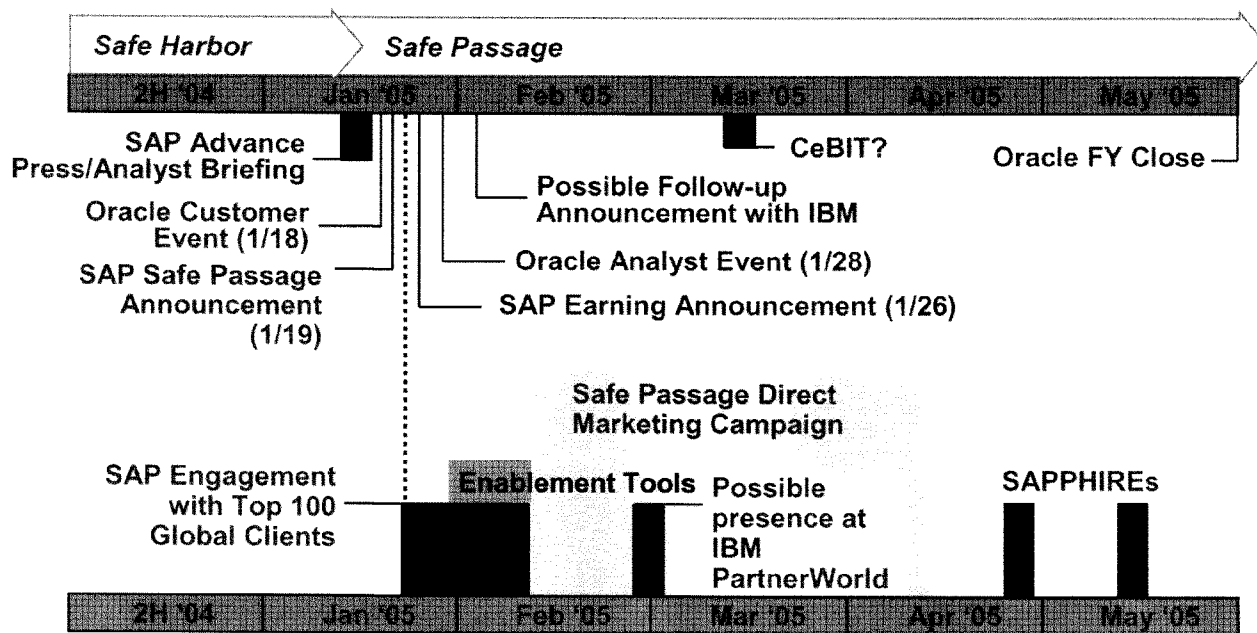 Safe Harbor
Safe Passage
2H '04
Jan '05
Feb '05
Mar '05
Apr '05
May '05
SAP Advance
Press/Analyst Briefing
CeBIT?
Oracle FY Close
Possible Follow-up
Announcement with IBM
Oracle Customer
Event (1/18)
Oracle Analyst Event (1/28)
SAP Safe Passage
Announcement
(1/19)
SAP Earning Announcement (1/26)
Safe Passage Direct
Marketing Campaign
SAP Engagement
with Top 100
Global Clients
Enablement Tools
Possible
presence at
IBM
PartnerWorld
SAPPHIREs
2H '04
Jan '05
Feb '05
Mar '05
Apr '05
May '05